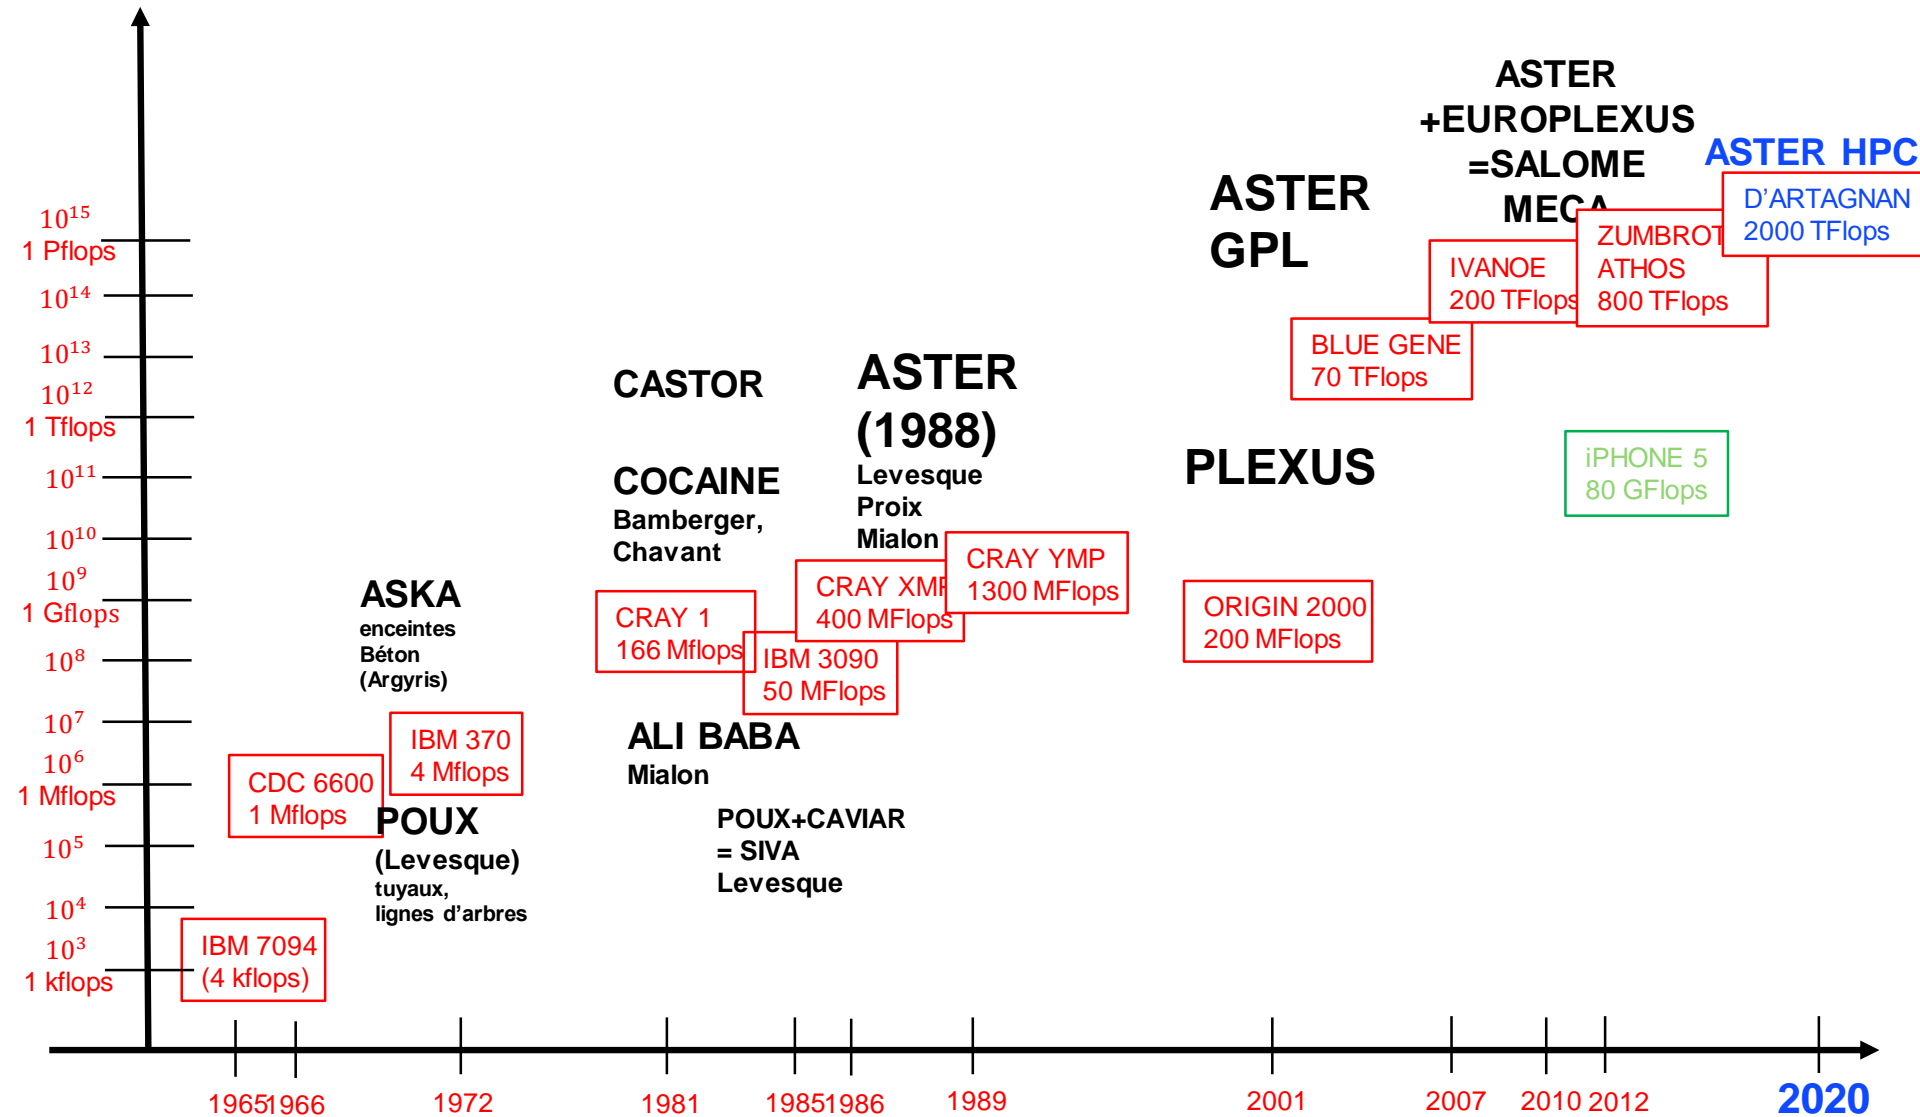 10¹⁵
1 Pflops
10¹⁴
10¹³
10¹²
1 Tflops
10¹¹
10¹⁰
10⁹
1 Gflops
10⁸
10⁷
10⁶
1 Mflops
10⁵
10⁴
10³
1 kflops
IBM 7094
(4 kflops)
CDC 6600
1 Mflops
ASKA
enceintes
Béton
(Argyris)
IBM 370
4 Mflops
POUX
(Levesque)
tuyaux,
lignes d'arbres
CASTOR
COCAINE
Bamberger,
Chavant
CRAY 1
166 Mflops
ALI BABA
Mialon
POUX+CAVIAR
= SIVA
Levesque
IBM 3090
50 MFlops
ASTER
(1988)
Levesque
Proix
Mialon
CRAY XMP
400 MFlops
CRAY YMP
1300 MFlops
ASTER
GPL
PLEXUS
ORIGIN 2000
200 MFlops
BLUE GENE
70 TFlops
ASTER
+EUROPLEXUS
=SALOME
MECA
IVANOE
200 TFlops
ZUMBROT
ATHOS
800 TFlops
ASTER HPC
D'ARTAGNAN
2000 TFlops
iPHONE 5
80 GFlops
1965
1966
1972
1981
1985
1986
1989
2001
2007
2010
2012
2020